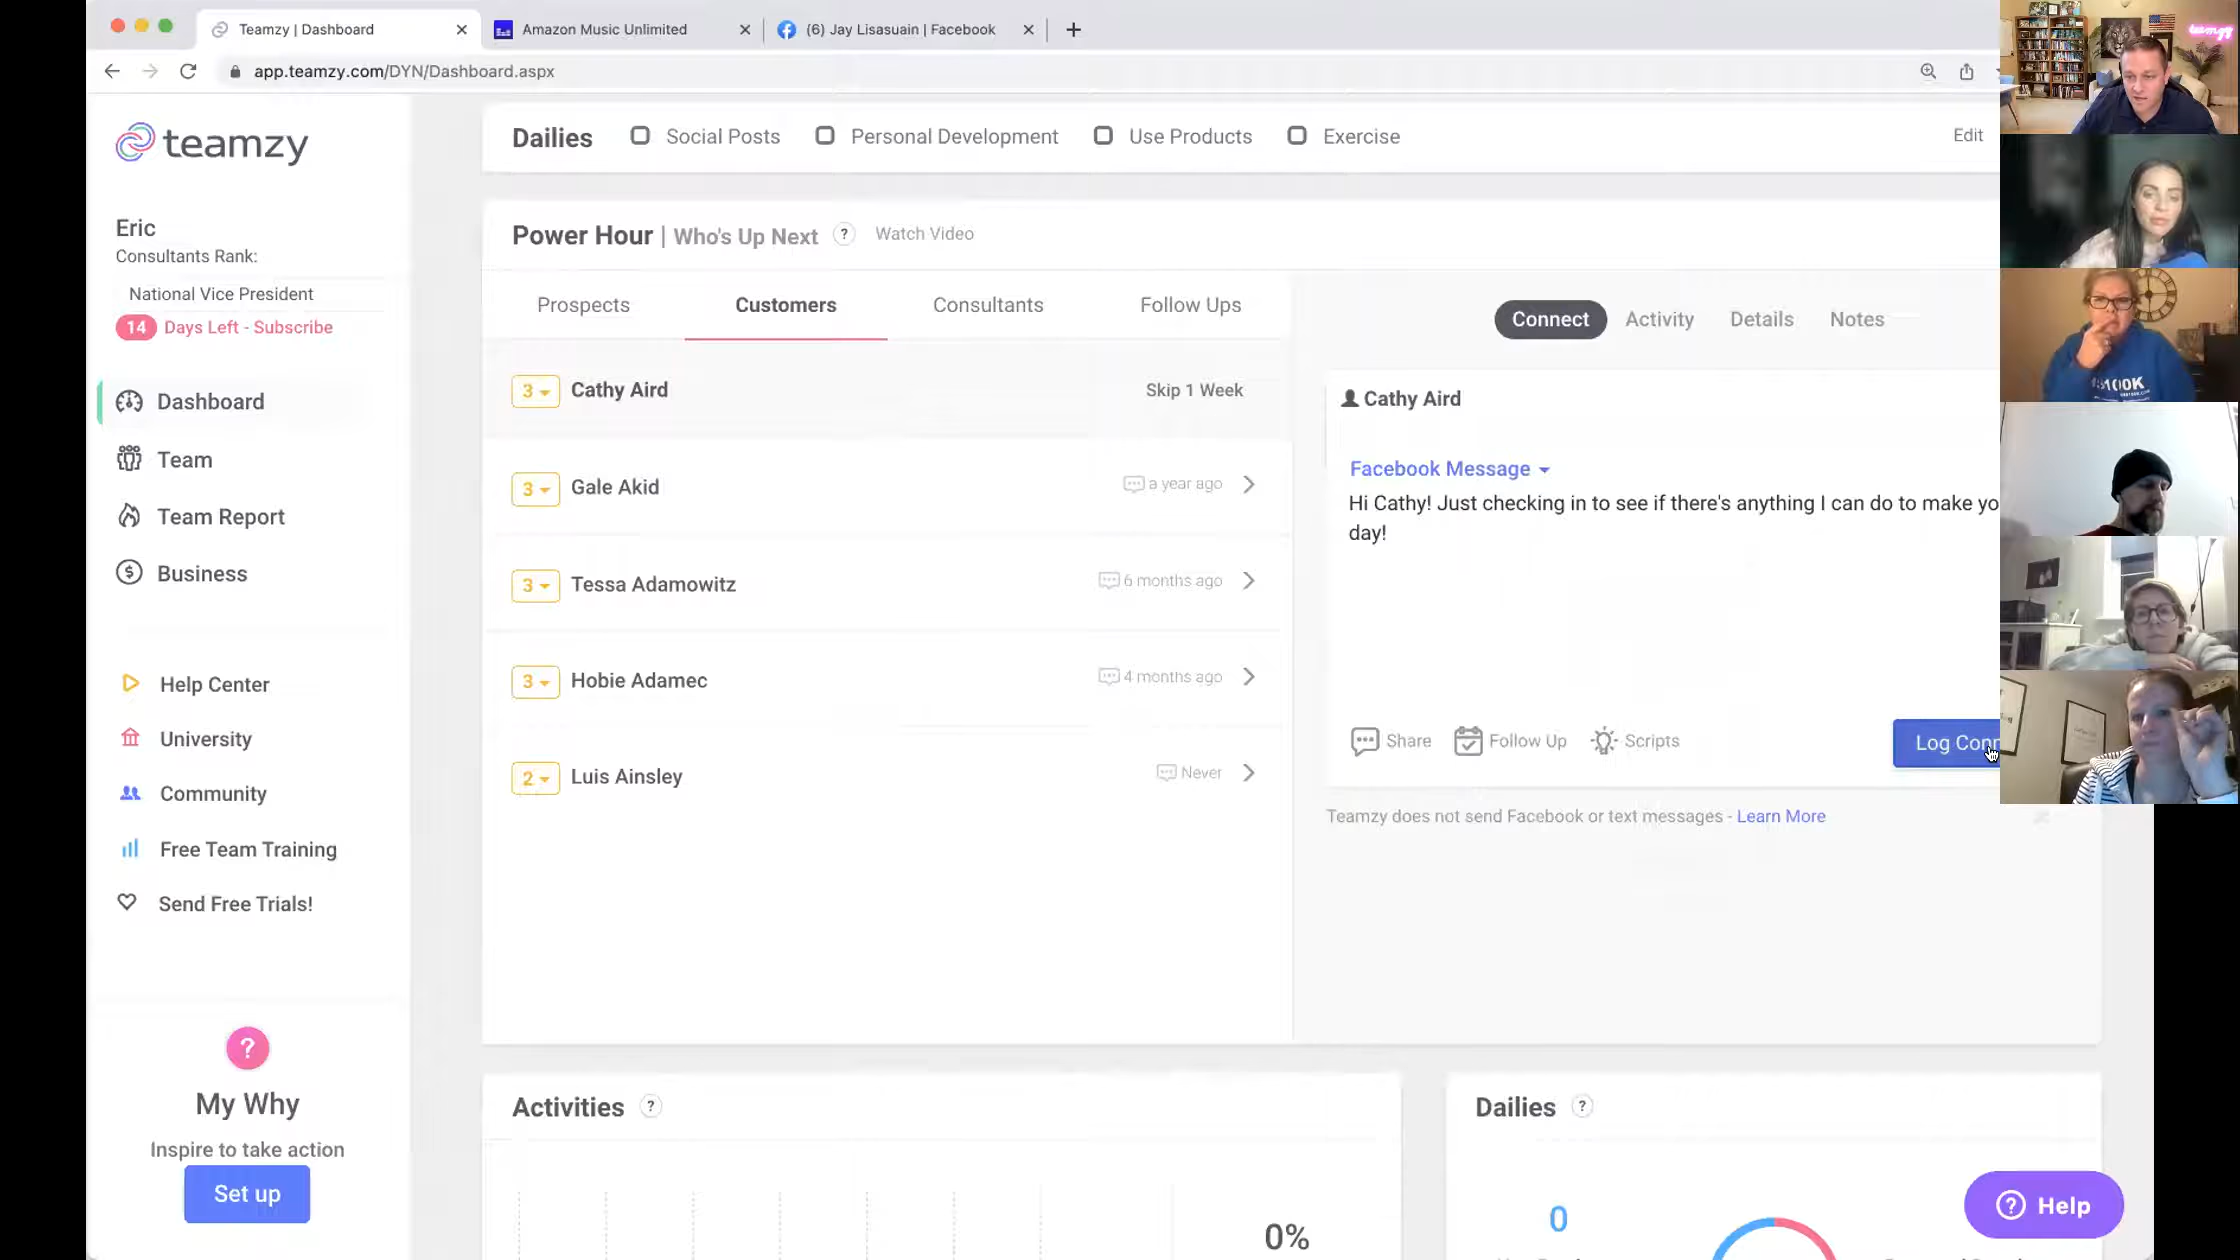 Teamzy | Dashboard
Amazon Music Unlimited
(6) Jay Lisasuain | Facebook
app.teamzy.com/DYN/Dashboard.aspx
teamzy
Eric
Consultants Rank:
National Vice President
14 Days Left - Subscribe
Dashboard
Team
Team Report
Business
Help Center
University
Community
Free Team Training
Send Free Trials!
?
My Why
Inspire to take action
Set up
Dailies Social Posts Personal Development Use Products Exercise Edit
Power Hour | Who's Up Next ? Watch Video
Prospects Customers Consultants Follow Ups
3 Cathy Aird Skip 1 Week
3 Gale Akid a year ago
3 Tessa Adamowitz 6 months ago
3 Hobie Adamec 4 months ago
2 Luis Ainsley Never
Connect Activity Details Notes
Cathy Aird
Facebook Message
Hi Cathy! Just checking in to see if there's anything I can do to make yo
day!
Share Follow Up Scripts Log Conn
Teamzy does not send Facebook or text messages - Learn More
Activities ?
0%
Dailies ?
0
? Help
teamzy
100K